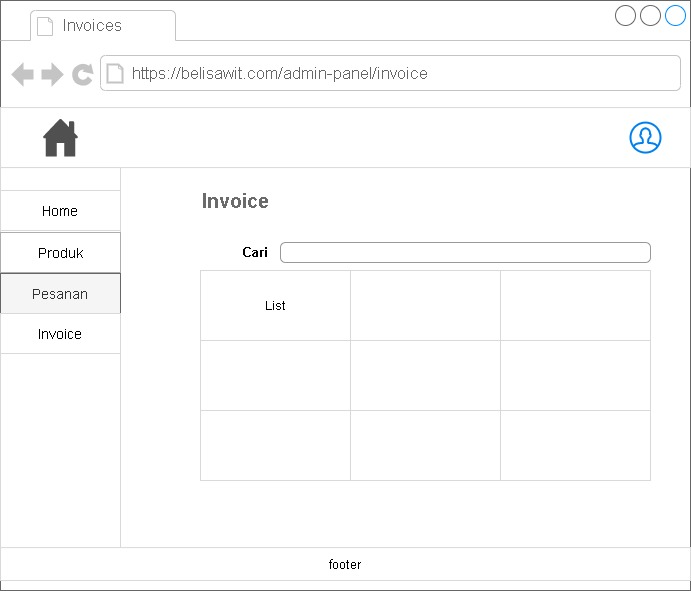 Invoices
https://belisawit.com/admin-panel/invoice
Home
Produk
Pesanan
Invoice
Invoice
Cari
List
footer